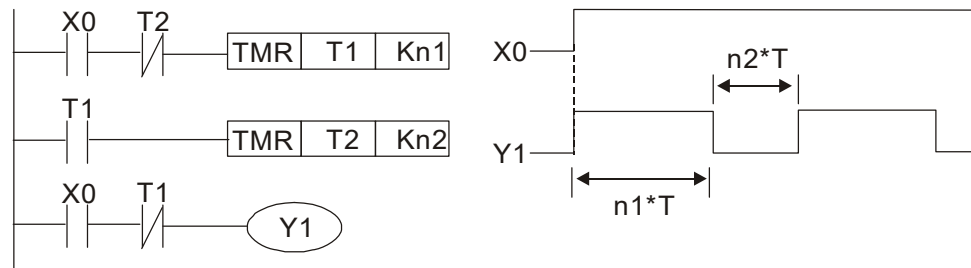 X0 T2
TMR T1 Kn1
T1
TMR T2 Kn2
X0 T1
Y1
X0
n2*T
Y1
n1*T